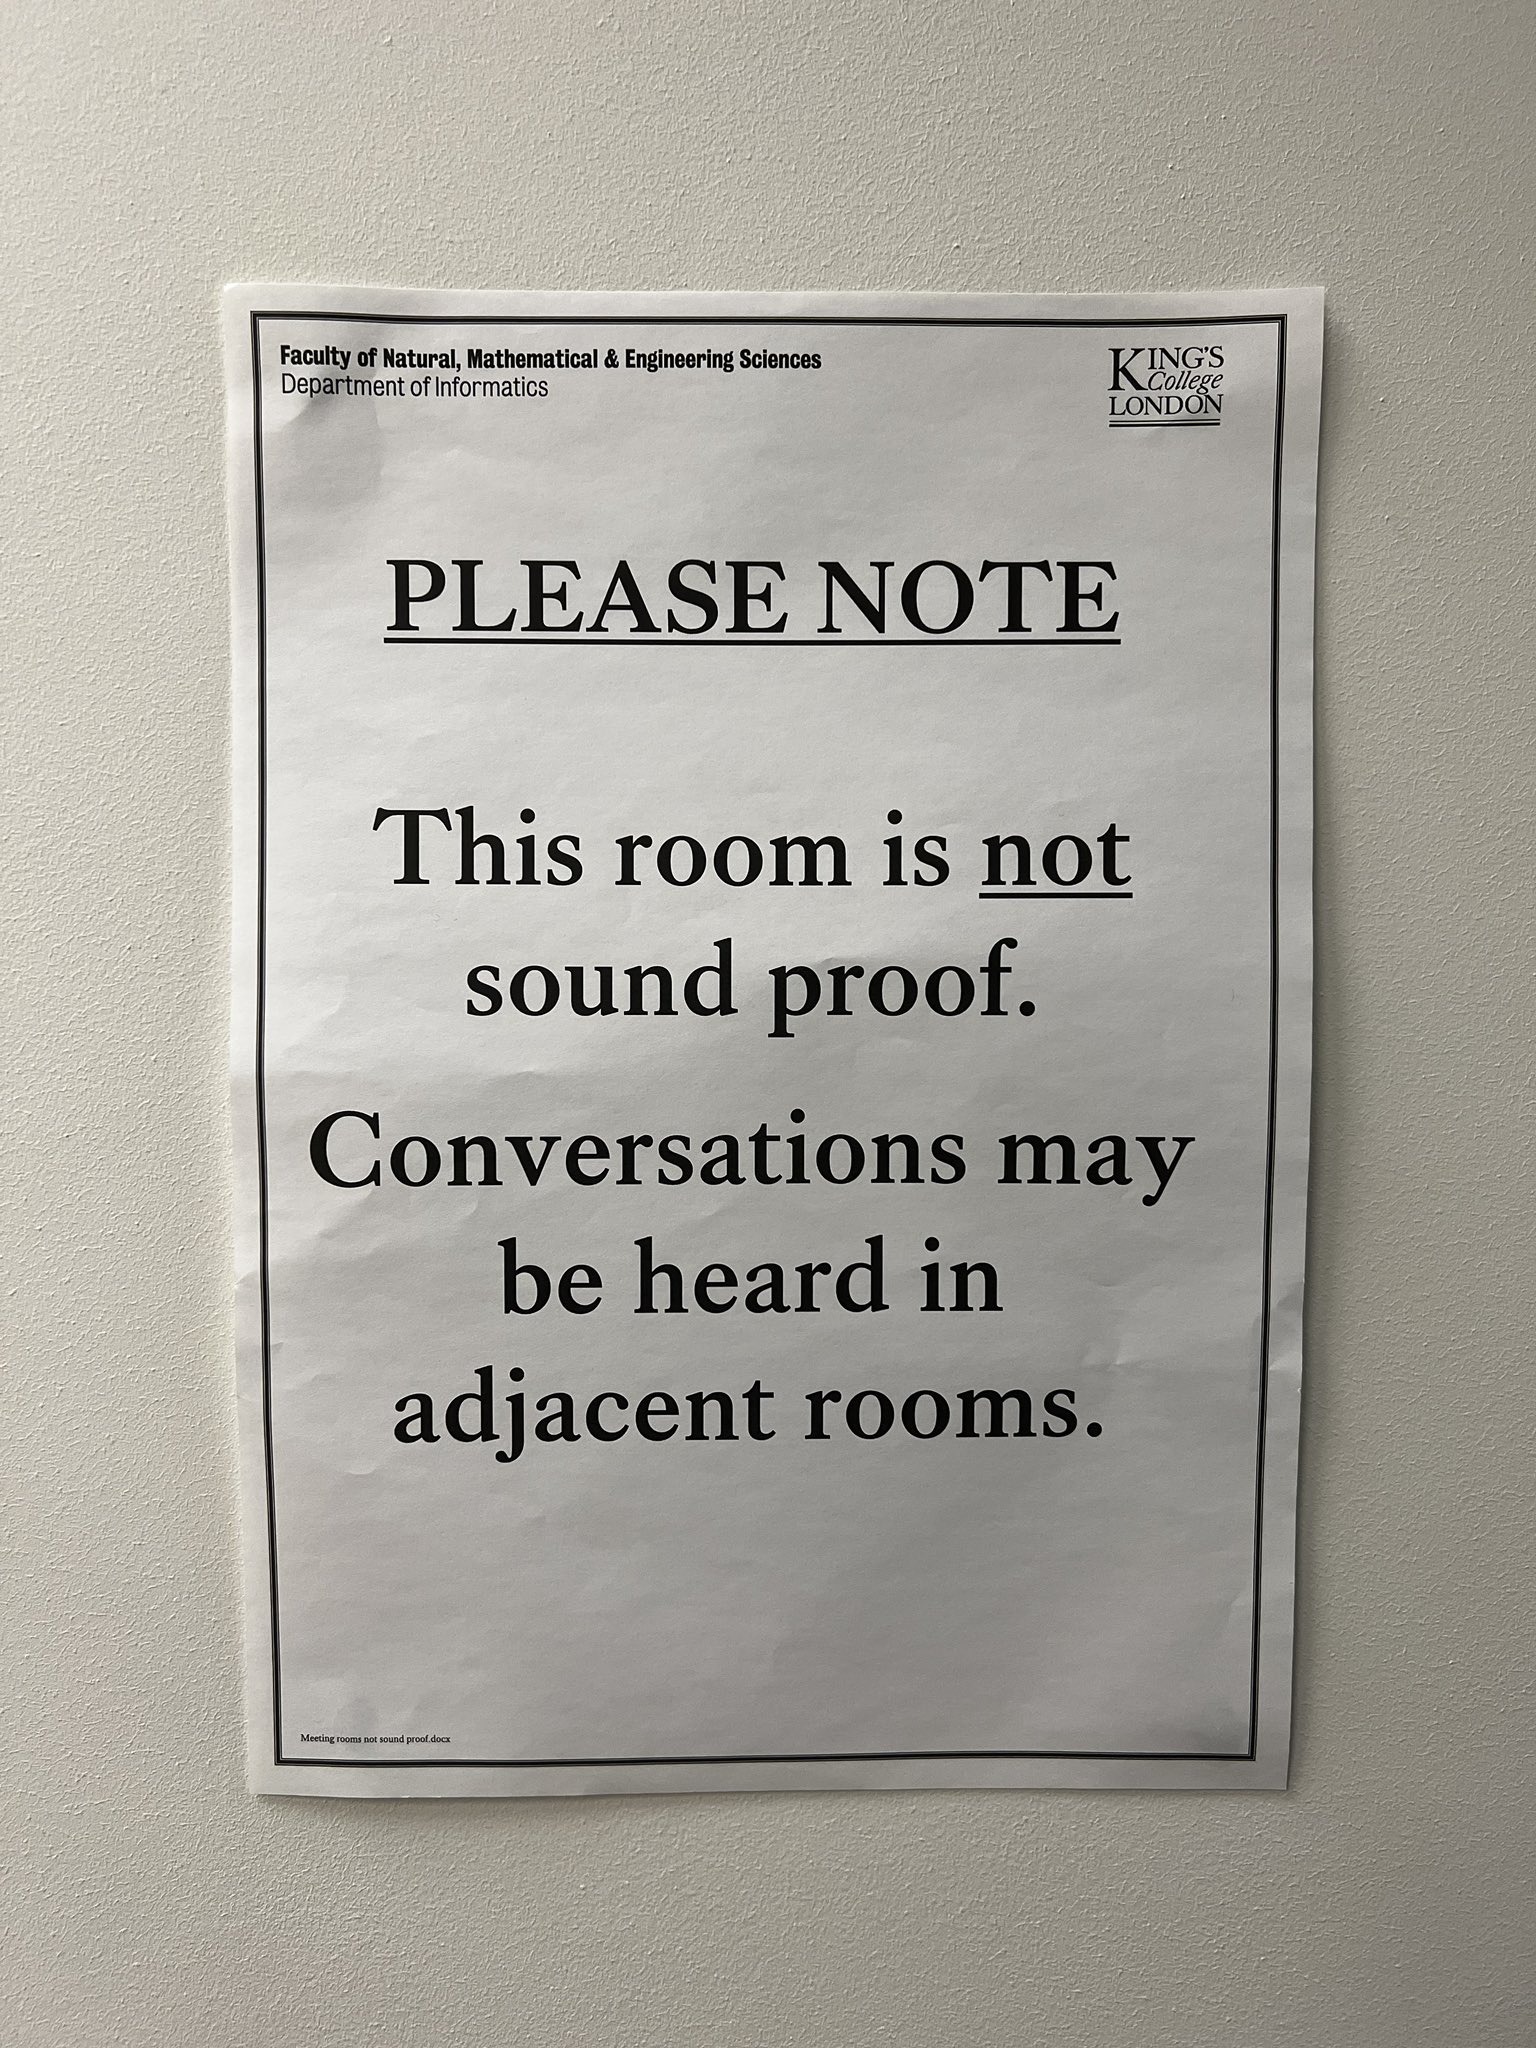 Faculty of Natural, Mathematical & Engineering Sciences
Department of Informatics
KING'S
College
LONDON
PLEASE NOTE
This room is not
sound proof.
Conversations may
be heard in
adjacent rooms.
Meeting rooms not sound proof.docx